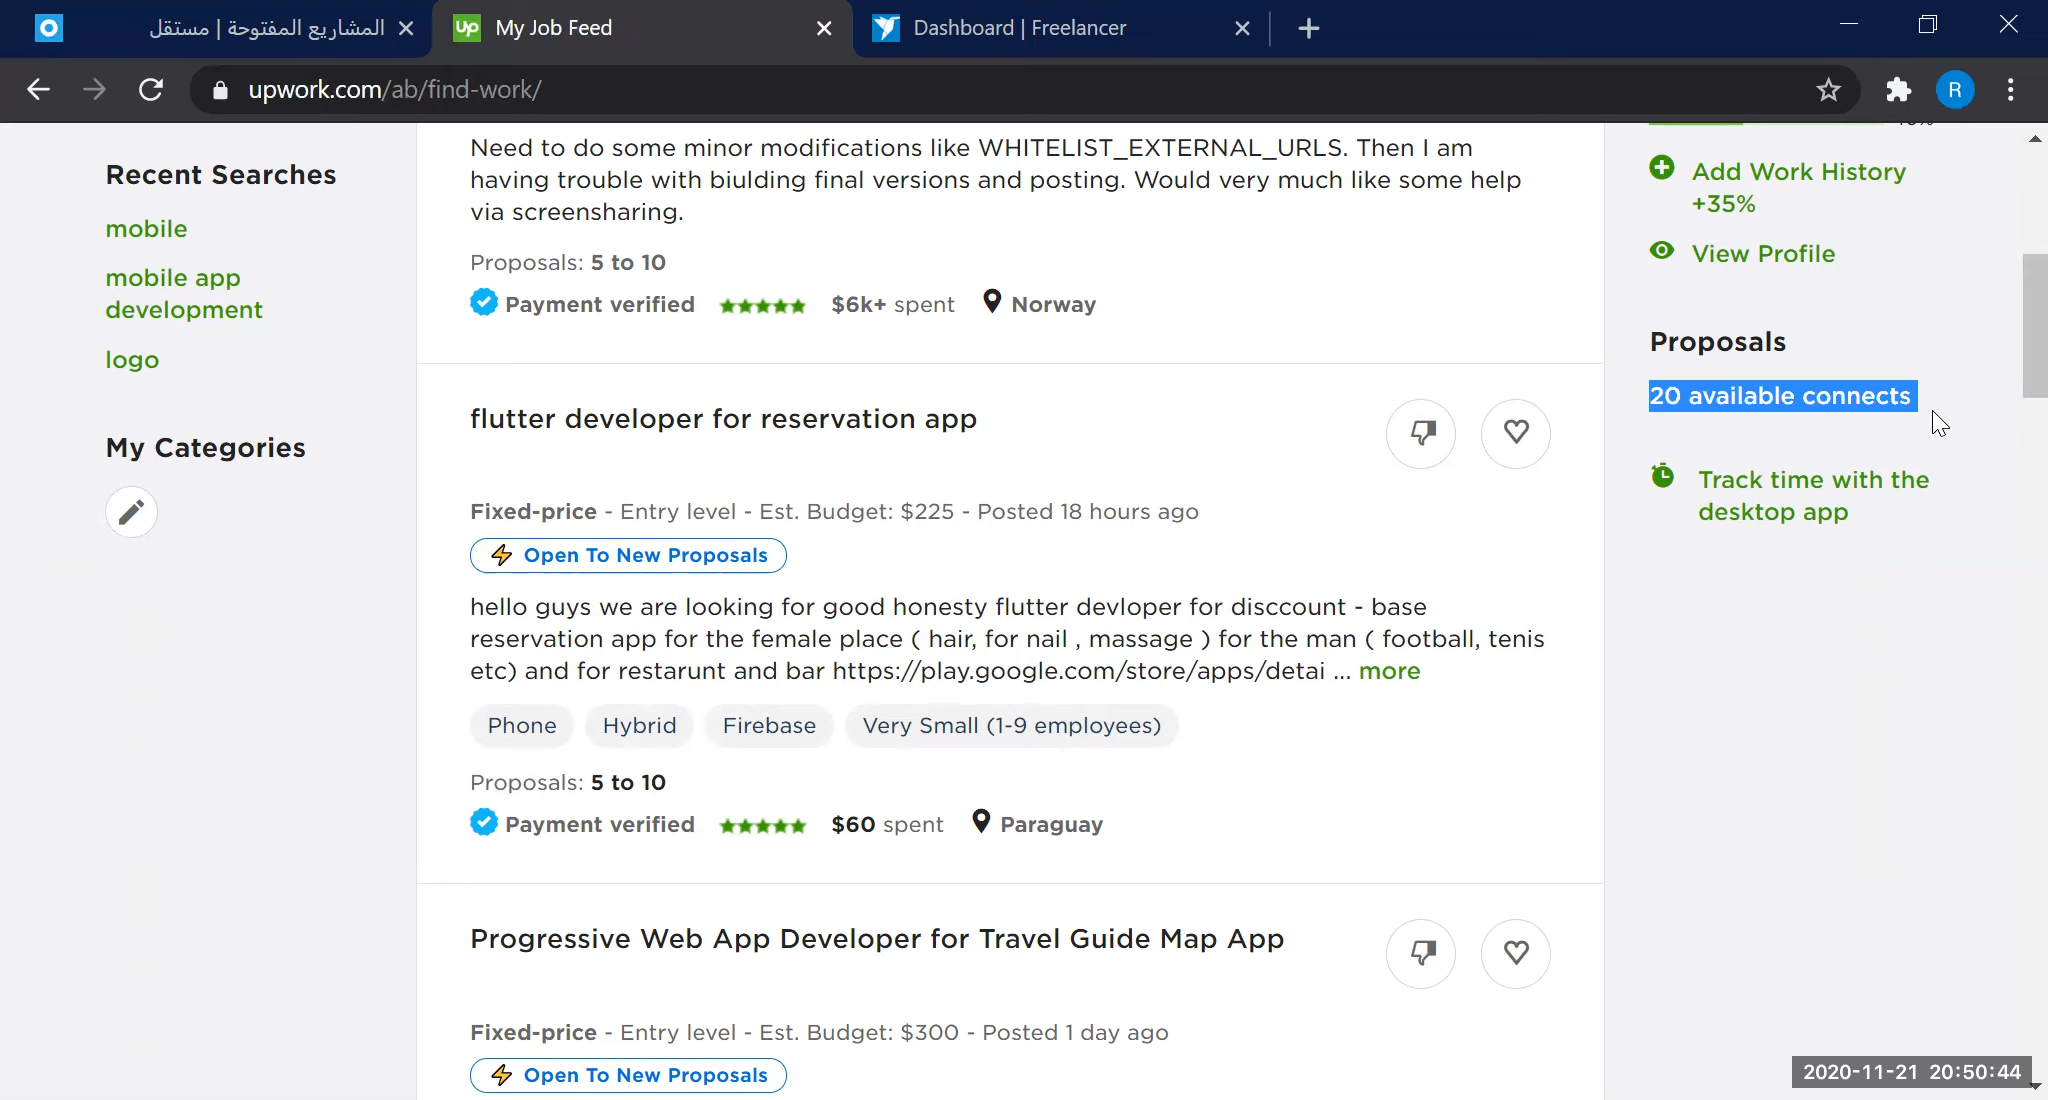 المشاريع المفتوحة | مستقل
My Job Feed
Dashboard | Freelancer
upwork.com/ab/find-work/
R
Recent Searches
mobile
mobile app
development
logo
My Categories
Need to do some minor modifications like WHITELIST_EXTERNAL_URLS. Then I am
having trouble with biulding final versions and posting. Would very much like some help
via screensharing.
Proposals: 5 to 10
Payment verified $6k+ spent Norway
flutter developer for reservation app
Fixed-price - Entry level - Est. Budget: $225 - Posted 18 hours ago
Open To New Proposals
hello guys we are looking for good honesty flutter devloper for disccount - base
reservation app for the female place ( hair, for nail , massage ) for the man ( football, tenis
etc) and for restarunt and bar https://play.google.com/store/apps/detai ... more
Phone Hybrid Firebase Very Small (1-9 employees)
Proposals: 5 to 10
Payment verified $60 spent Paraguay
Progressive Web App Developer for Travel Guide Map App
Fixed-price - Entry level - Est. Budget: $300 - Posted 1 day ago
Open To New Proposals
Add Work History
+35%
View Profile
Proposals
20 available connects
Track time with the
desktop app
2020-11-21 20:50:44